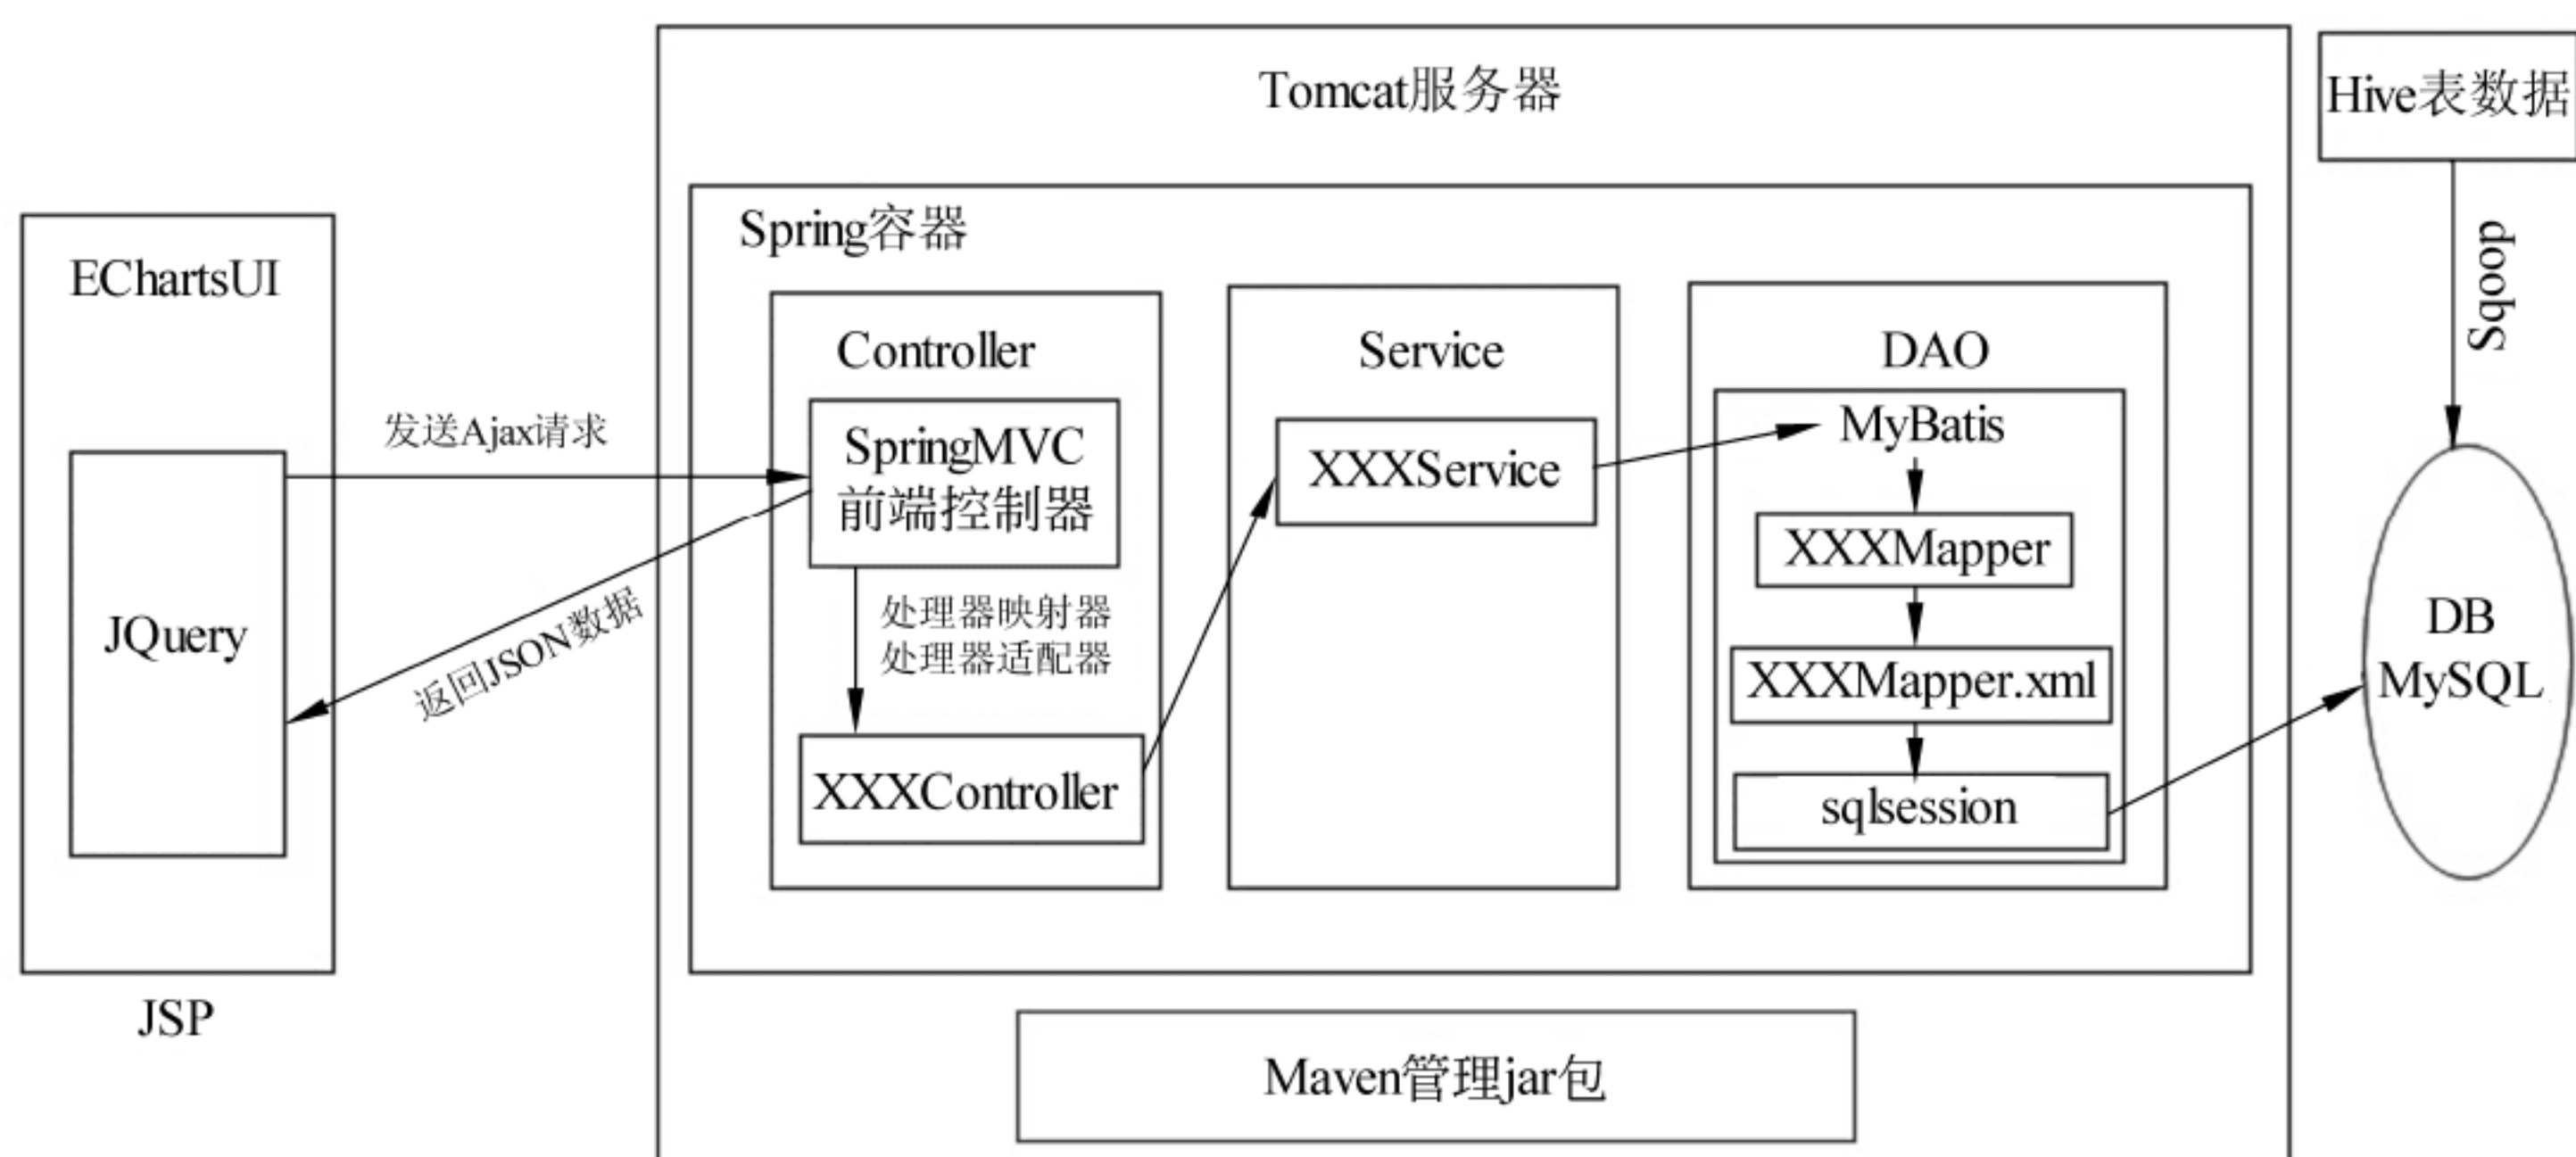 Tomcat服务器
Hive表数据
Spring容器
Sqoop
EChartsUI
Controller
Service
DAO
发送Ajax请求
SpringMVC
前端控制器
XXXService
MyBatis
XXXMapper
处理器映射器
处理器适配器
JQuery
返回JSON数据
XXXMapper.xml
DB
MySQL
XXXController
sqlsession
JSP
Maven管理jar包